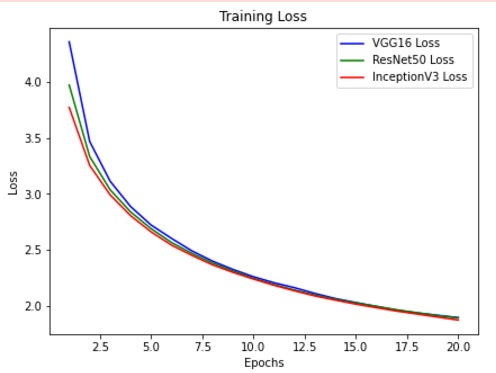 Training Loss
VGG16 Loss
ResNet50 Loss
InceptionV3 Loss
4.0
3.5
3.0
2.5
2.0
Loss
2.5
5.0
7.5
10.0
12.5
15.0
17.5
20.0
Epochs